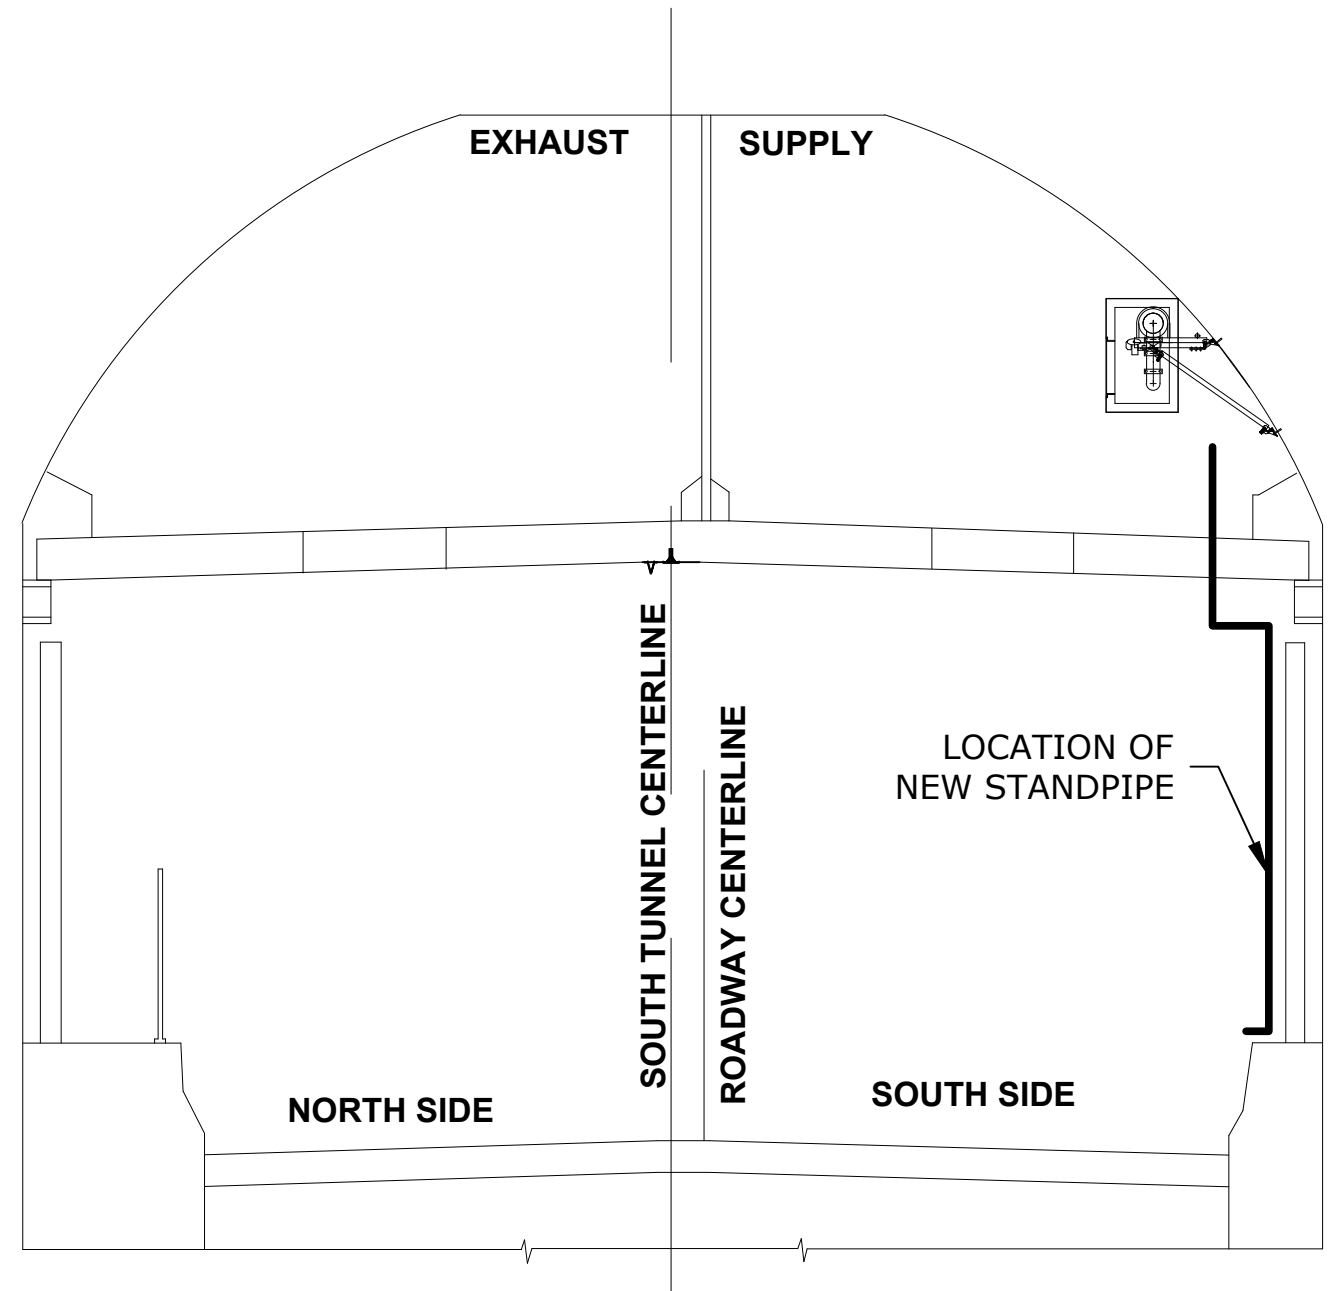 EXHAUST
SUPPLY
SOUTH TUNNEL CENTERLINE
ROADWAY CENTERLINE
LOCATION OF
NEW STANDPIPE
NORTH SIDE
SOUTH SIDE